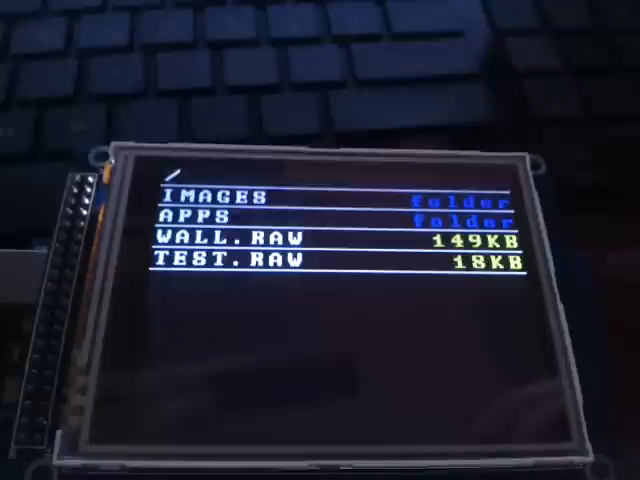 /
IMAGES folder
APPS folder
WALL.RAW 149KB
TEST.RAW 18KB